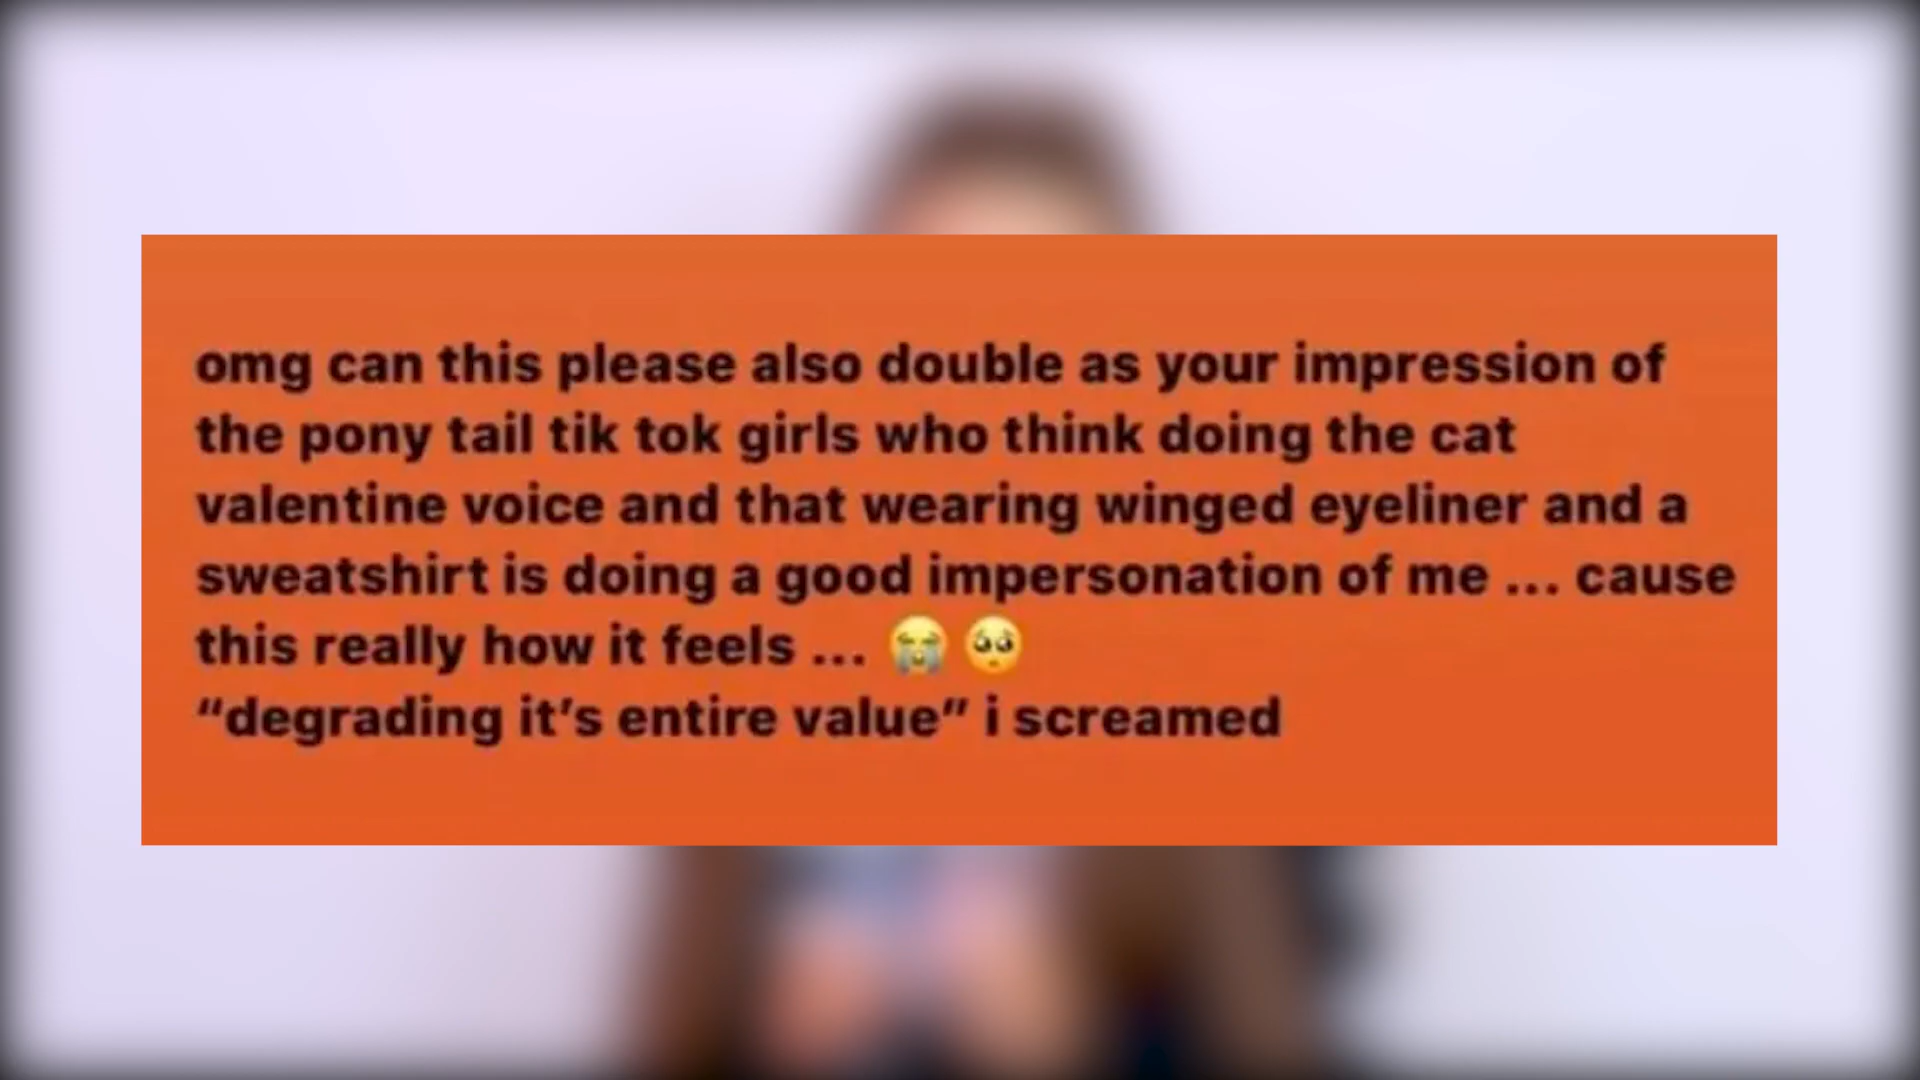 omg can this please also double as your impression of
the pony tail tik tok girls who think doing the cat
valentine voice and that wearing winged eyeliner and a
sweatshirt is doing a good impersonation of me ... cause
this really how it feels ... 😭 🥺
“degrading it’s entire value” i screamed